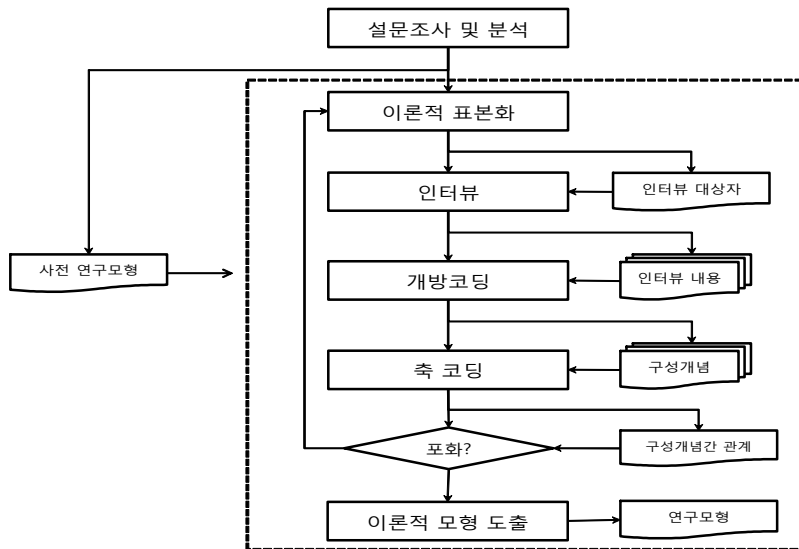 설문조사 및 분석
이론적 표본화
인터뷰
인터뷰 대상자
사전 연구모형
개방코딩
인터뷰 내용
축 코딩
구성개념
포화?
구성개념간 관계
이론적 모형 도출
연구모형